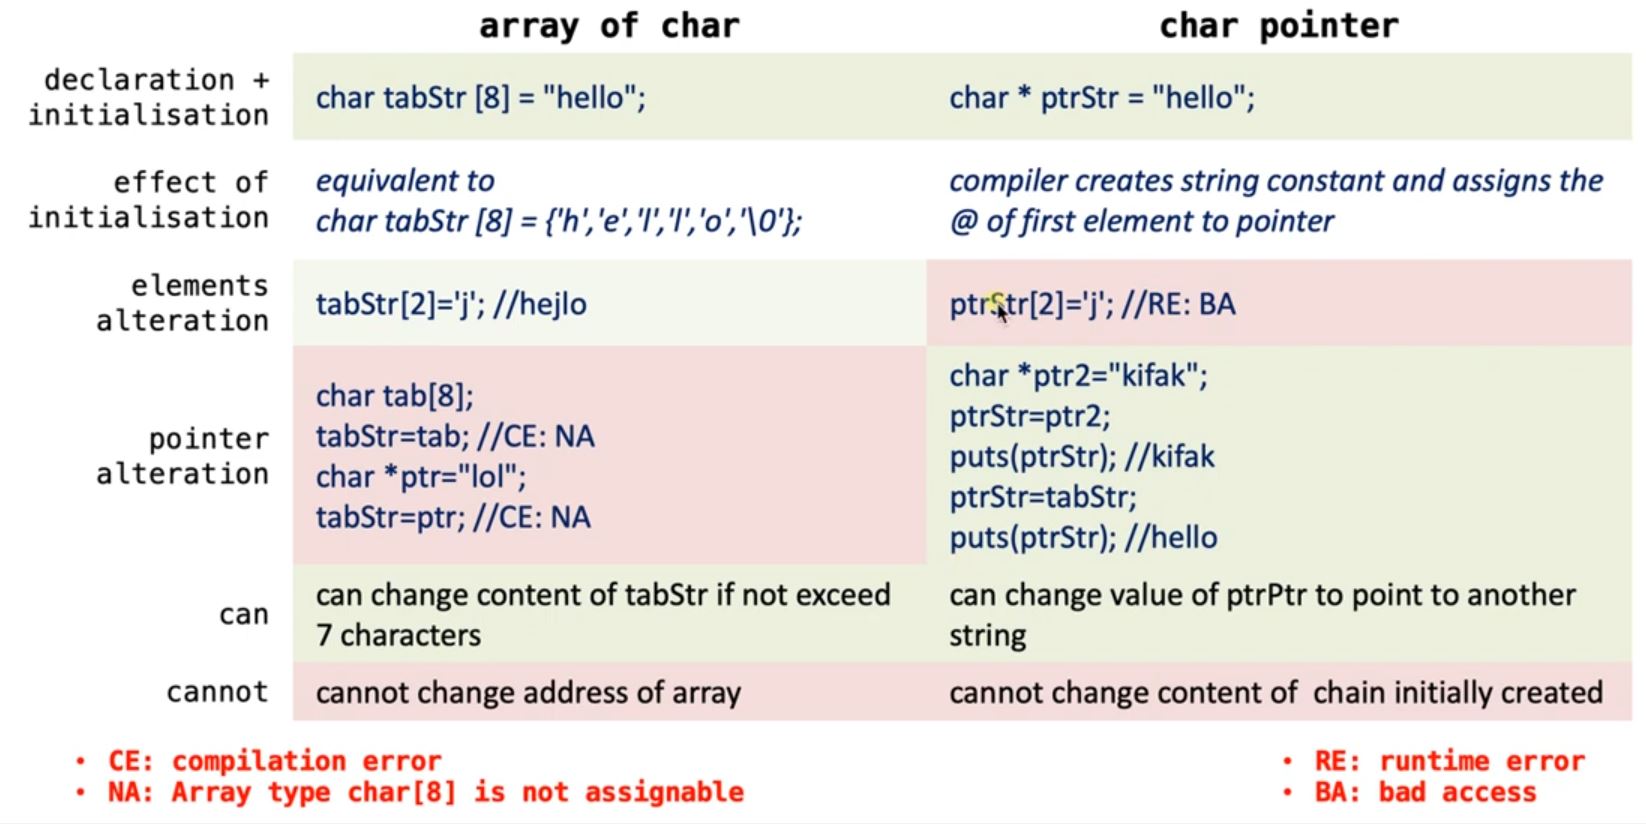 array of char
char pointer
declaration +
initialisation
char tabStr [8] = "hello";
char * ptrStr = "hello";
effect of
initialisation
equivalent to
char tabStr [8] = {'h','e','l','l','o','\0'};
compiler creates string constant and assigns the
@ of first element to pointer
elements
alteration
tabStr[2]='j'; //hejlo
ptrStr[2]='j'; //RE: BA
pointer
alteration
char tab[8];
tabStr=tab; //CE: NA
char *ptr="lol";
tabStr=ptr; //CE: NA
char *ptr2="kifak";
ptrStr=ptr2;
puts(ptrStr); //kifak
ptrStr=tabStr;
puts(ptrStr); //hello
can
can change content of tabStr if not exceed
7 characters
can change value of ptrPtr to point to another
string
cannot
cannot change address of array
cannot change content of chain initially created
• CE: compilation error
• NA: Array type char[8] is not assignable
• RE: runtime error
• BA: bad access